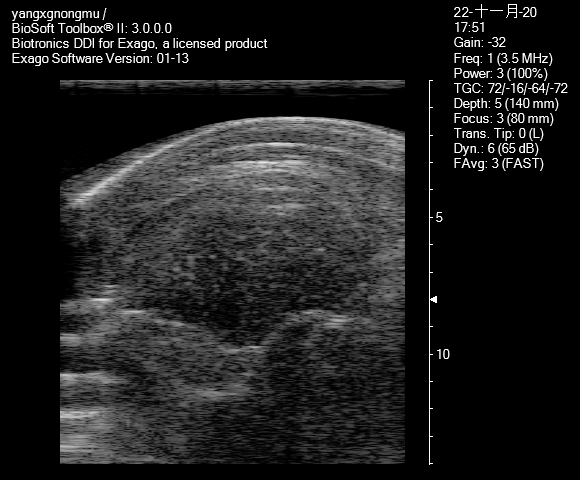 yangxgnongmu /
BioSoft Toolbox® II: 3.0.0.0
Biotronics DDI for Exago, a licensed product
Exago Software Version: 01-13
22-十一月-20
17:51
Gain: -32
Freq: 1 (3.5 MHz)
Power: 3 (100%)
TGC: 72/-16/-64/-72
Depth: 5 (140 mm)
Focus: 3 (80 mm)
Trans. Tip: 0 (L)
Dyn.: 6 (65 dB)
FAvg: 3 (FAST)
5
10